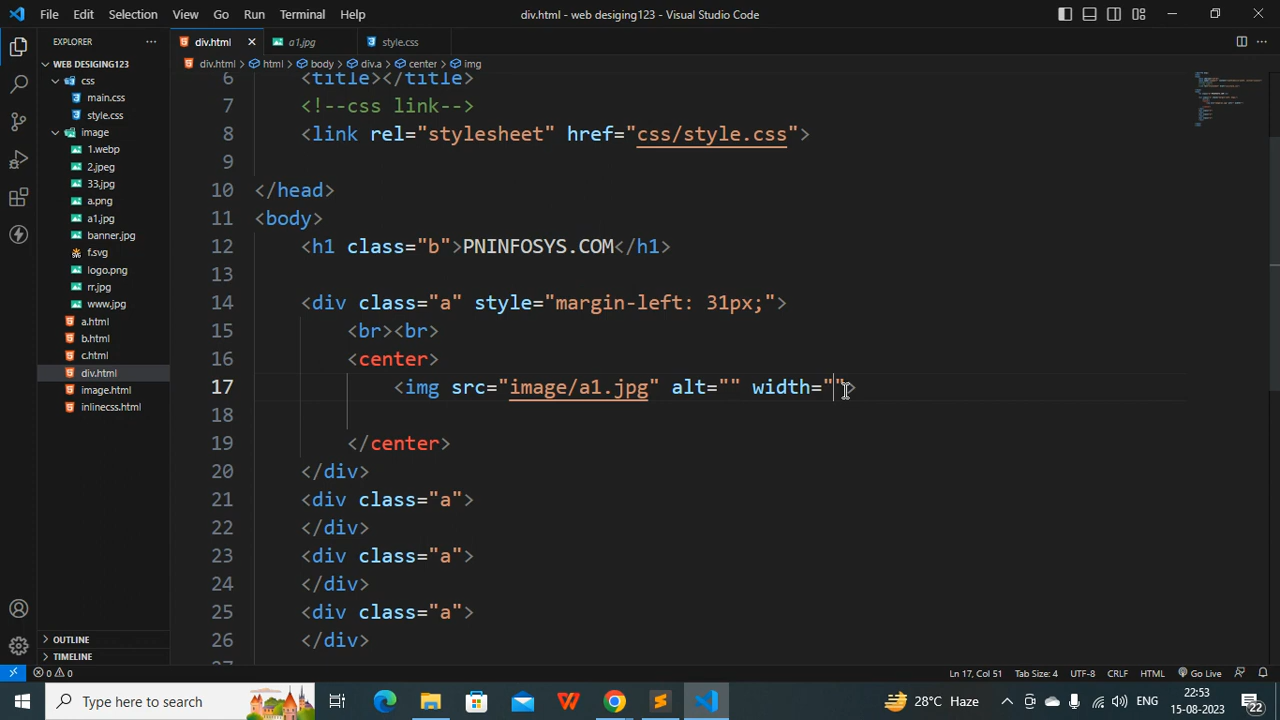 File Edit Selection View Go Run Terminal Help
div.html - web desiging123 - Visual Studio Code
EXPLORER
div.html a1.jpg style.css
WEB DESIGING123
div.html > html > body > div.a > center > img
css
main.css
style.css
image
1.webp
2.jpeg
33.jpg
a.png
a1.jpg
banner.jpg
f.svg
logo.png
rr.jpg
www.jpg
a.html
b.html
c.html
div.html
image.html
inlinecss.html
OUTLINE
TIMELINE
6 <title></title>
7 <!--css link-->
8 <link rel="stylesheet" href="css/style.css">
9
10 </head>
11 <body>
12 <h1 class="b">PNINFOSYS.COM</h1>
13
14 <div class="a" style="margin-left: 31px;">
15 <br><br>
16 <center>
17 <img src="image/a1.jpg" alt="" width="">
18
19 </center>
20 </div>
21 <div class="a">
22 </div>
23 <div class="a">
24 </div>
25 <div class="a">
26 </div>
0 0 Ln 17, Col 51 Tab Size: 4 UTF-8 CRLF HTML Go Live
Type here to search
28°C Haze
ENG
22:53
15-08-2023
22